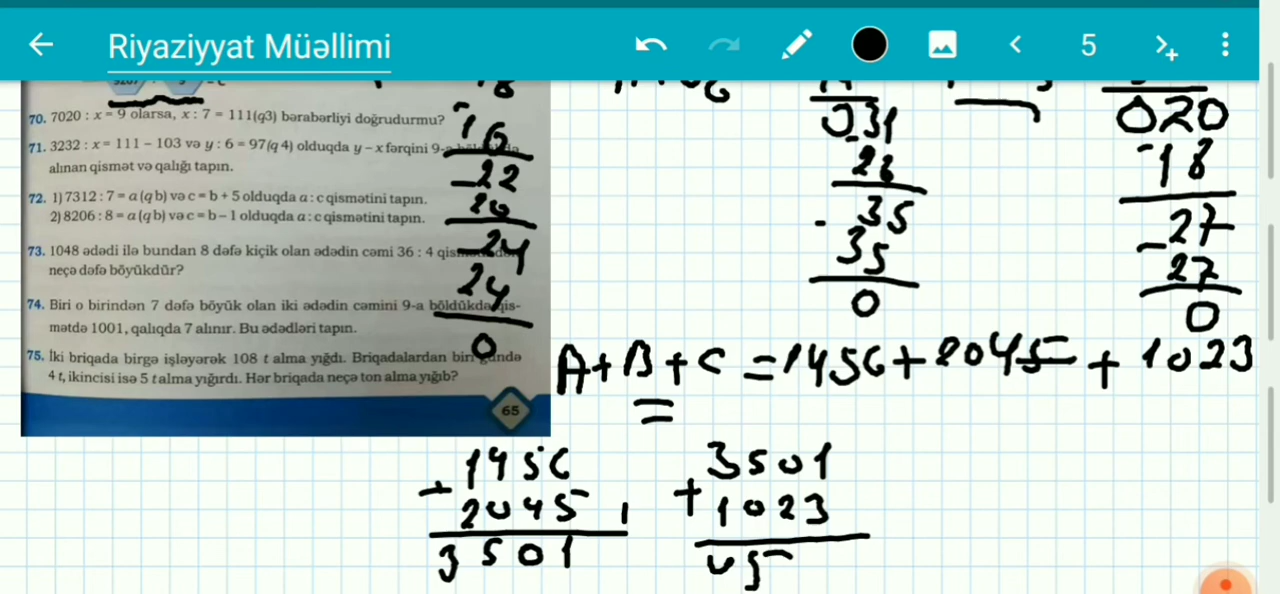 Riyaziyyat Müəllimi
5
70. 7020 : x = 9 olarsa, x : 7 = 111(q3) bərabərliyi doğrudurmu?
71. 3232 : x = 111 – 103 və y : 6 = 97(q 4) olduqda y – x fərqini 9-a
alınan qismət və qalığı tapın.
72. 1) 7312 : 7 = a (q b) və c = b + 5 olduqda a : c qismətini tapın.
2) 8206 : 8 = a (q b) və c = b – 1 olduqda a : c qismətini tapın.
73. 1048 ədədi ilə bundan 8 dəfə kiçik olan ədədin cəmi 36 : 4
neçə dəfə böyükdür?
74. Biri o birindən 7 dəfə böyük olan iki ədədin cəmini 9-a böldükdə qis-
mətdə 1001, qalıqda 7 alınır. Bu ədədləri tapın.
75. İki briqada birgə işləyərək 108 t alma yığdı. Briqadalardan biri gündə
4 t, ikincisi isə 5 t alma yığırdı. Hər briqada neçə ton alma yığıb?
65
16
-22
20
-24
24
0
031
28
- 35
35
0
020
-18
-27
27
0
A+B+C=1456+2045+1023
=
1456
+2045
3501
3501
+1023
45